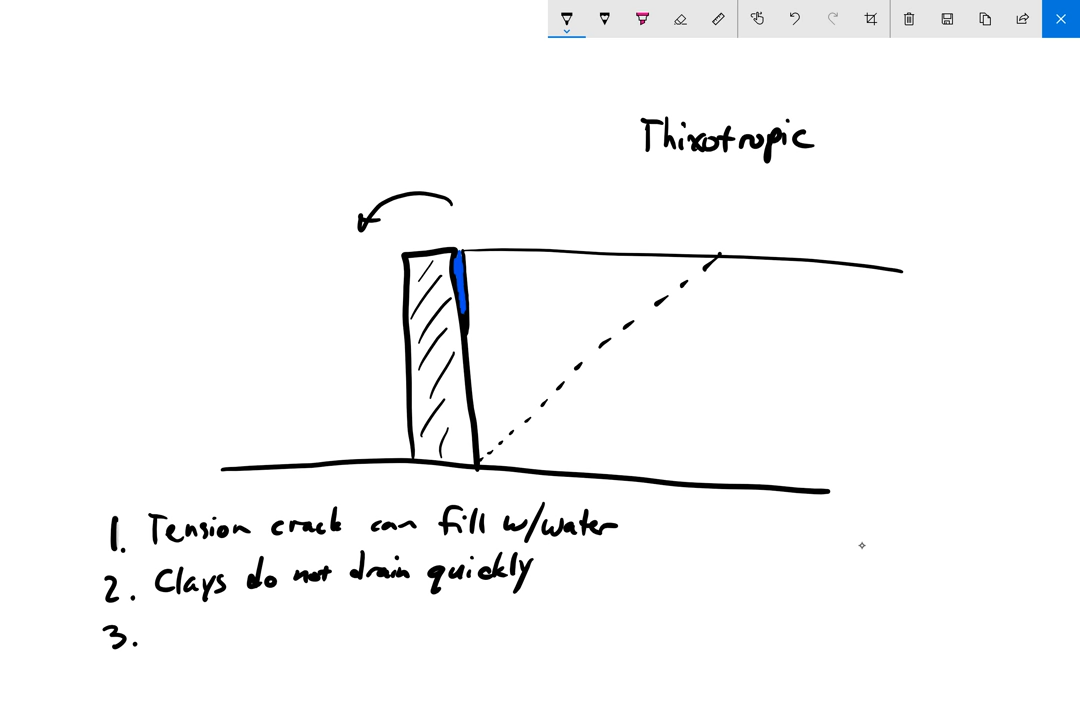 Thixotropic
1. Tension crack can fill w/water
2. Clays do not drain quickly
3.